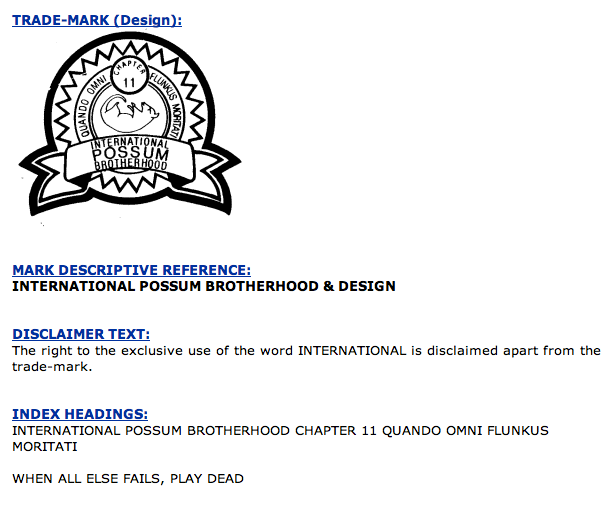 TRADE-MARK (Design):
CHAPTER
11
QUANDO OMNI FLUNKUS MORITATI
INTERNATIONAL
POSSUM
BROTHERHOOD
MARK DESCRIPTIVE REFERENCE:
INTERNATIONAL POSSUM BROTHERHOOD & DESIGN
DISCLAIMER TEXT:
The right to the exclusive use of the word INTERNATIONAL is disclaimed apart from the
trade-mark.
INDEX HEADINGS:
INTERNATIONAL POSSUM BROTHERHOOD CHAPTER 11 QUANDO OMNI FLUNKUS
MORITATI
WHEN ALL ELSE FAILS, PLAY DEAD